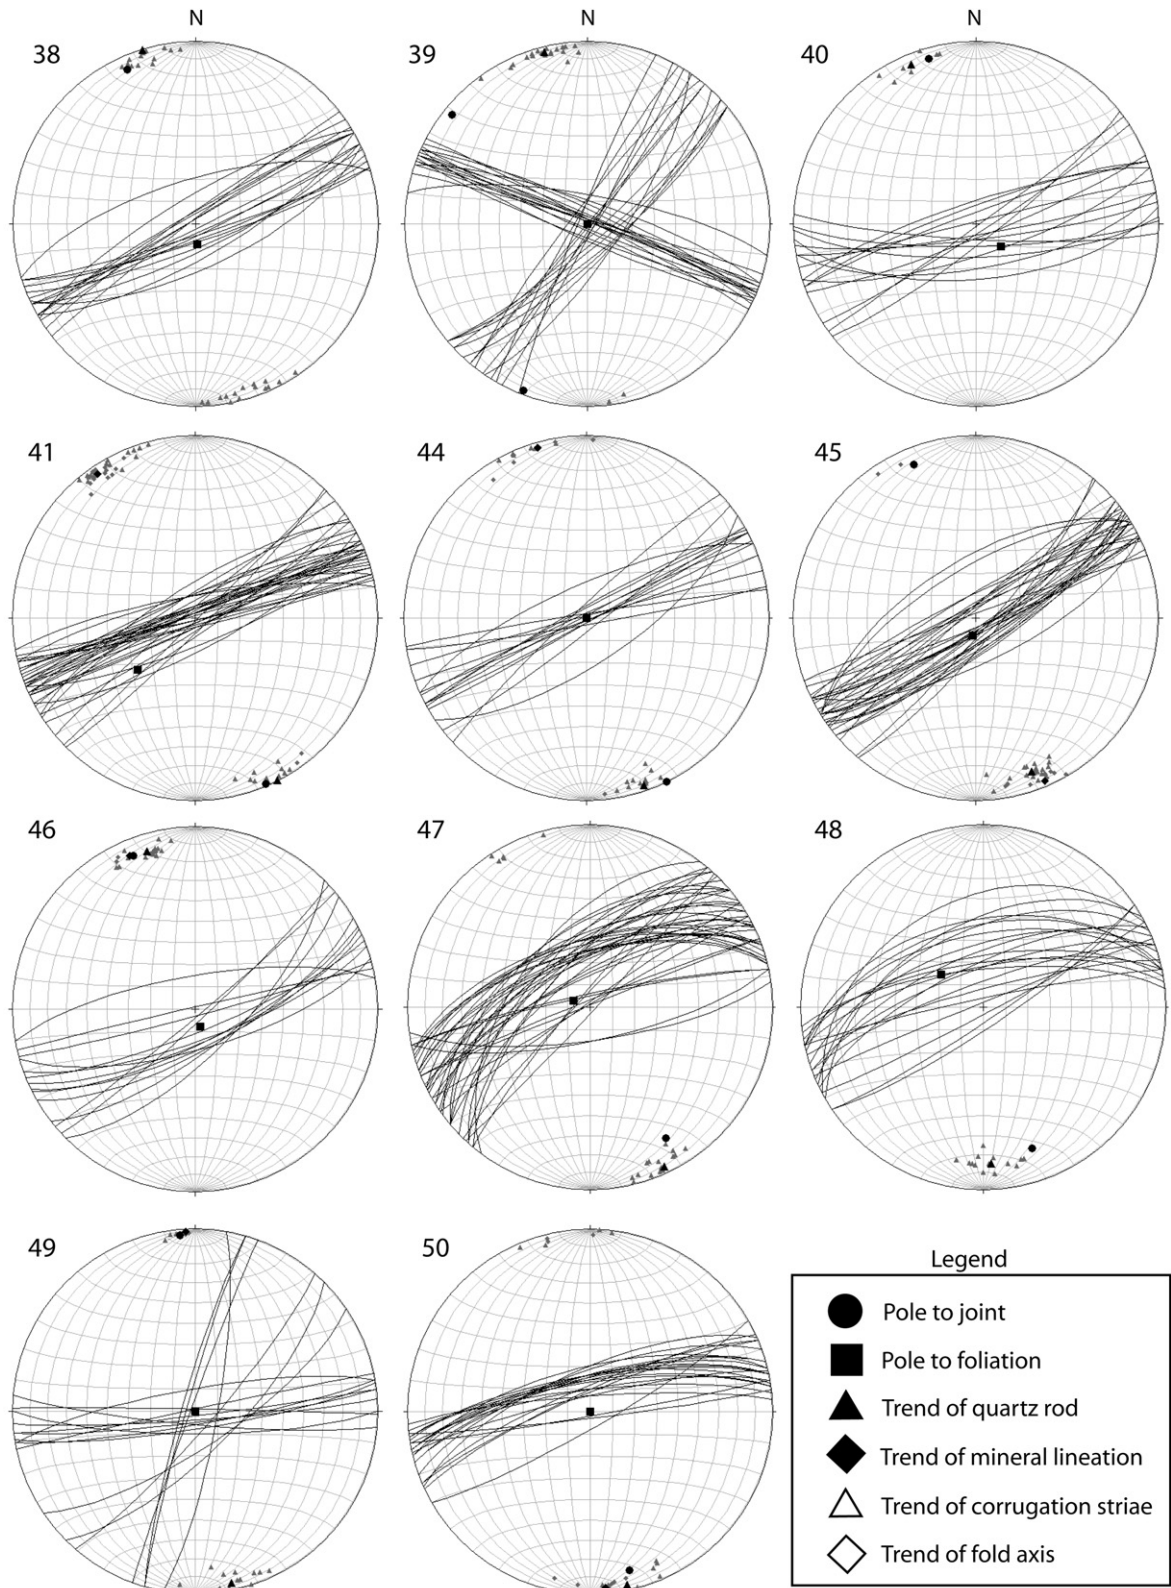 N N N
38 39 40
41 44 45
46 47 48
49 50
Legend
Pole to joint
Pole to foliation
Trend of quartz rod
Trend of mineral lineation
Trend of corrugation striae
Trend of fold axis